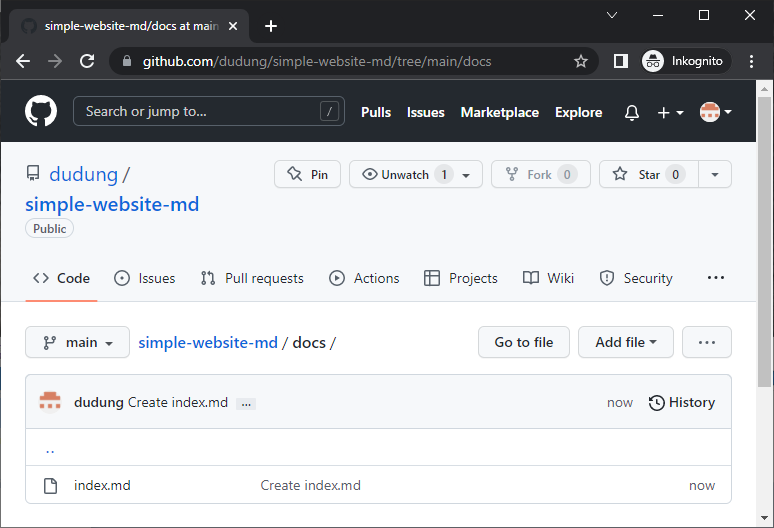 simple-website-md/docs at main
github.com/dudung/simple-website-md/tree/main/docs
Inkognito
Search or jump to... /
Pulls Issues Marketplace Explore
dudung /
simple-website-md
Public
Pin
Unwatch 1
Fork 0
Star 0
Code Issues Pull requests Actions Projects Wiki Security ...
main simple-website-md / docs / Go to file Add file ...
dudung Create index.md ... now History
..
index.md Create index.md now